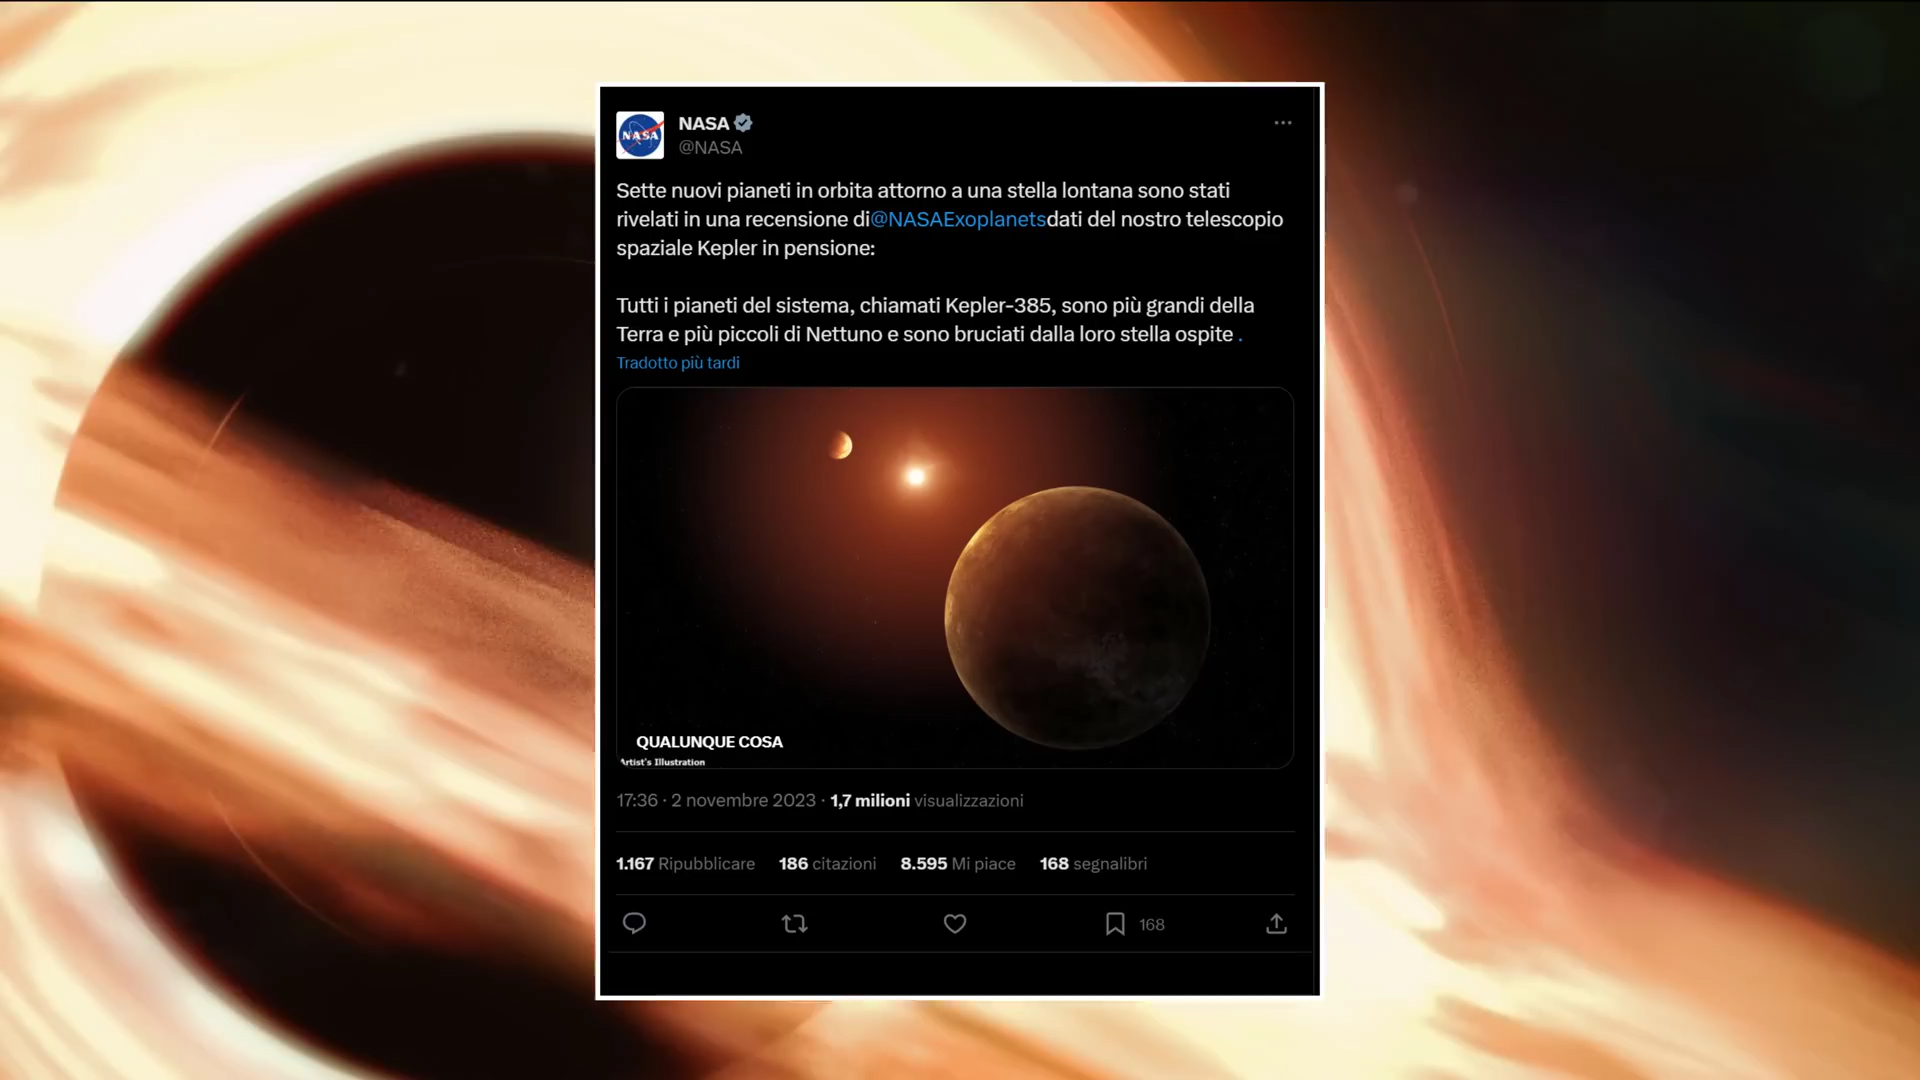 NASA
NASA
@NASA
Sette nuovi pianeti in orbita attorno a una stella lontana sono stati
rivelati in una recensione di@NASAExoplanetsdati del nostro telescopio
spaziale Kepler in pensione:
Tutti i pianeti del sistema, chiamati Kepler-385, sono più grandi della
Terra e più piccoli di Nettuno e sono bruciati dalla loro stella ospite .
Tradotto più tardi
QUALUNQUE COSA
Artist's Illustration
17:36 · 2 novembre 2023 · 1,7 milioni visualizzazioni
1.167 Ripubblicare 186 citazioni 8.595 Mi piace 168 segnalibri
168